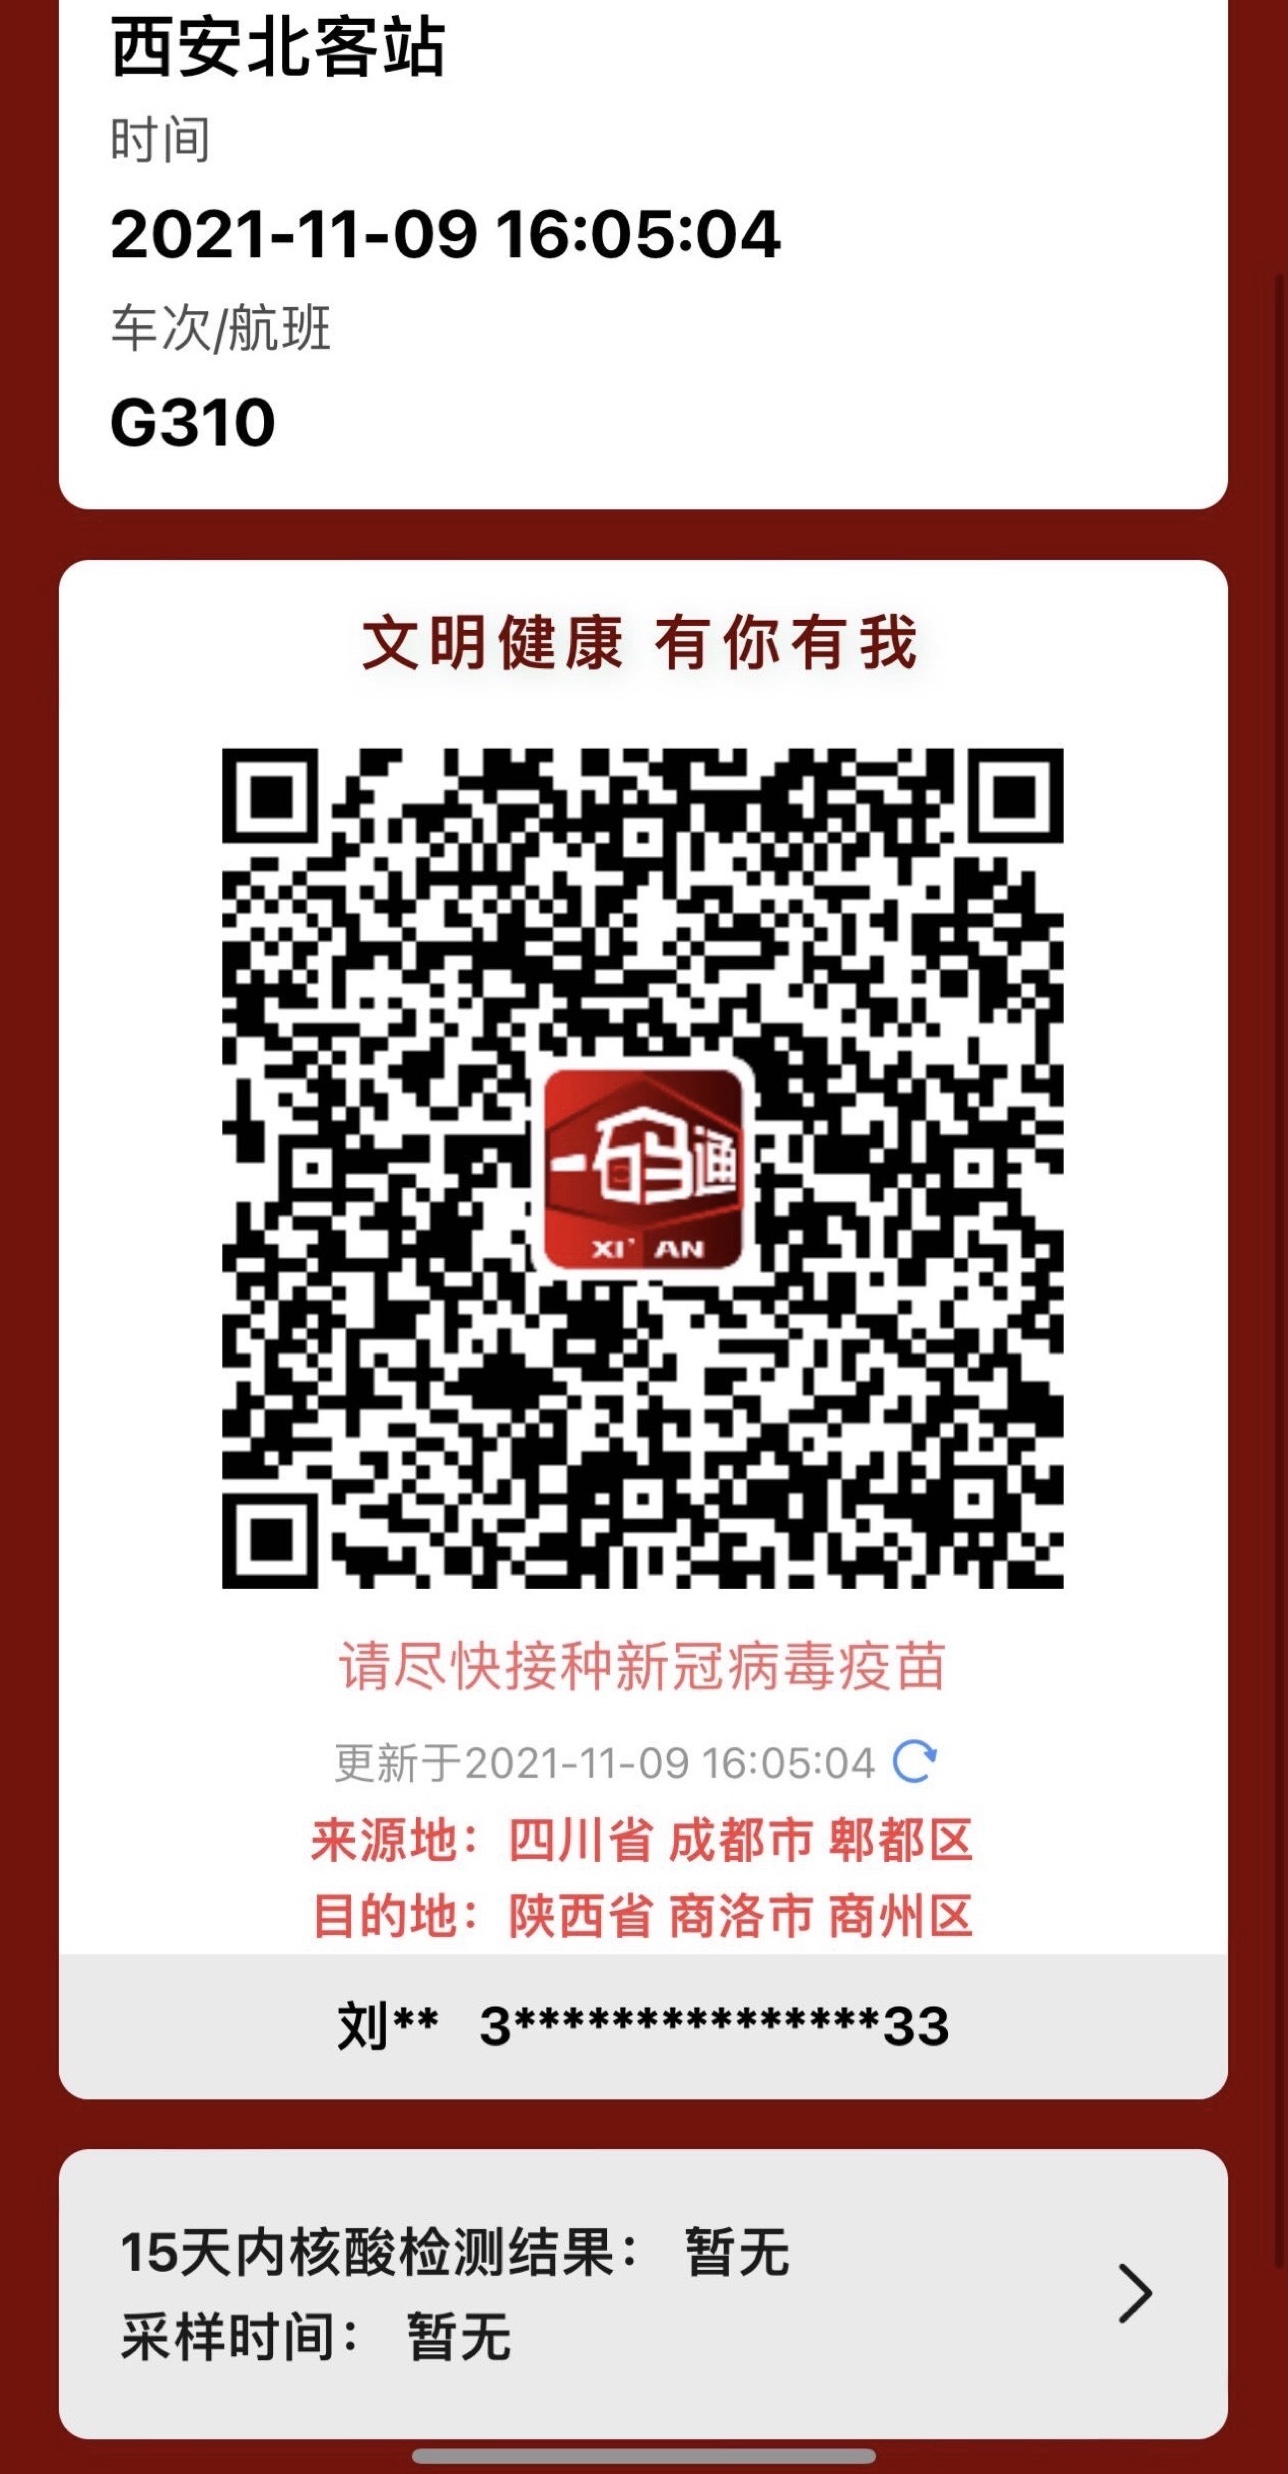 西安北客站
时间
2021-11-09 16:05:04
车次/航班
G310
文明健康 有你有我
一码通
XI' AN
请尽快接种新冠病毒疫苗
更新于2021-11-09 16:05:04
来源地：四川省 成都市 郫都区
目的地：陕西省 商洛市 商州区
刘** 3***************33
15天内核酸检测结果： 暂无
采样时间： 暂无